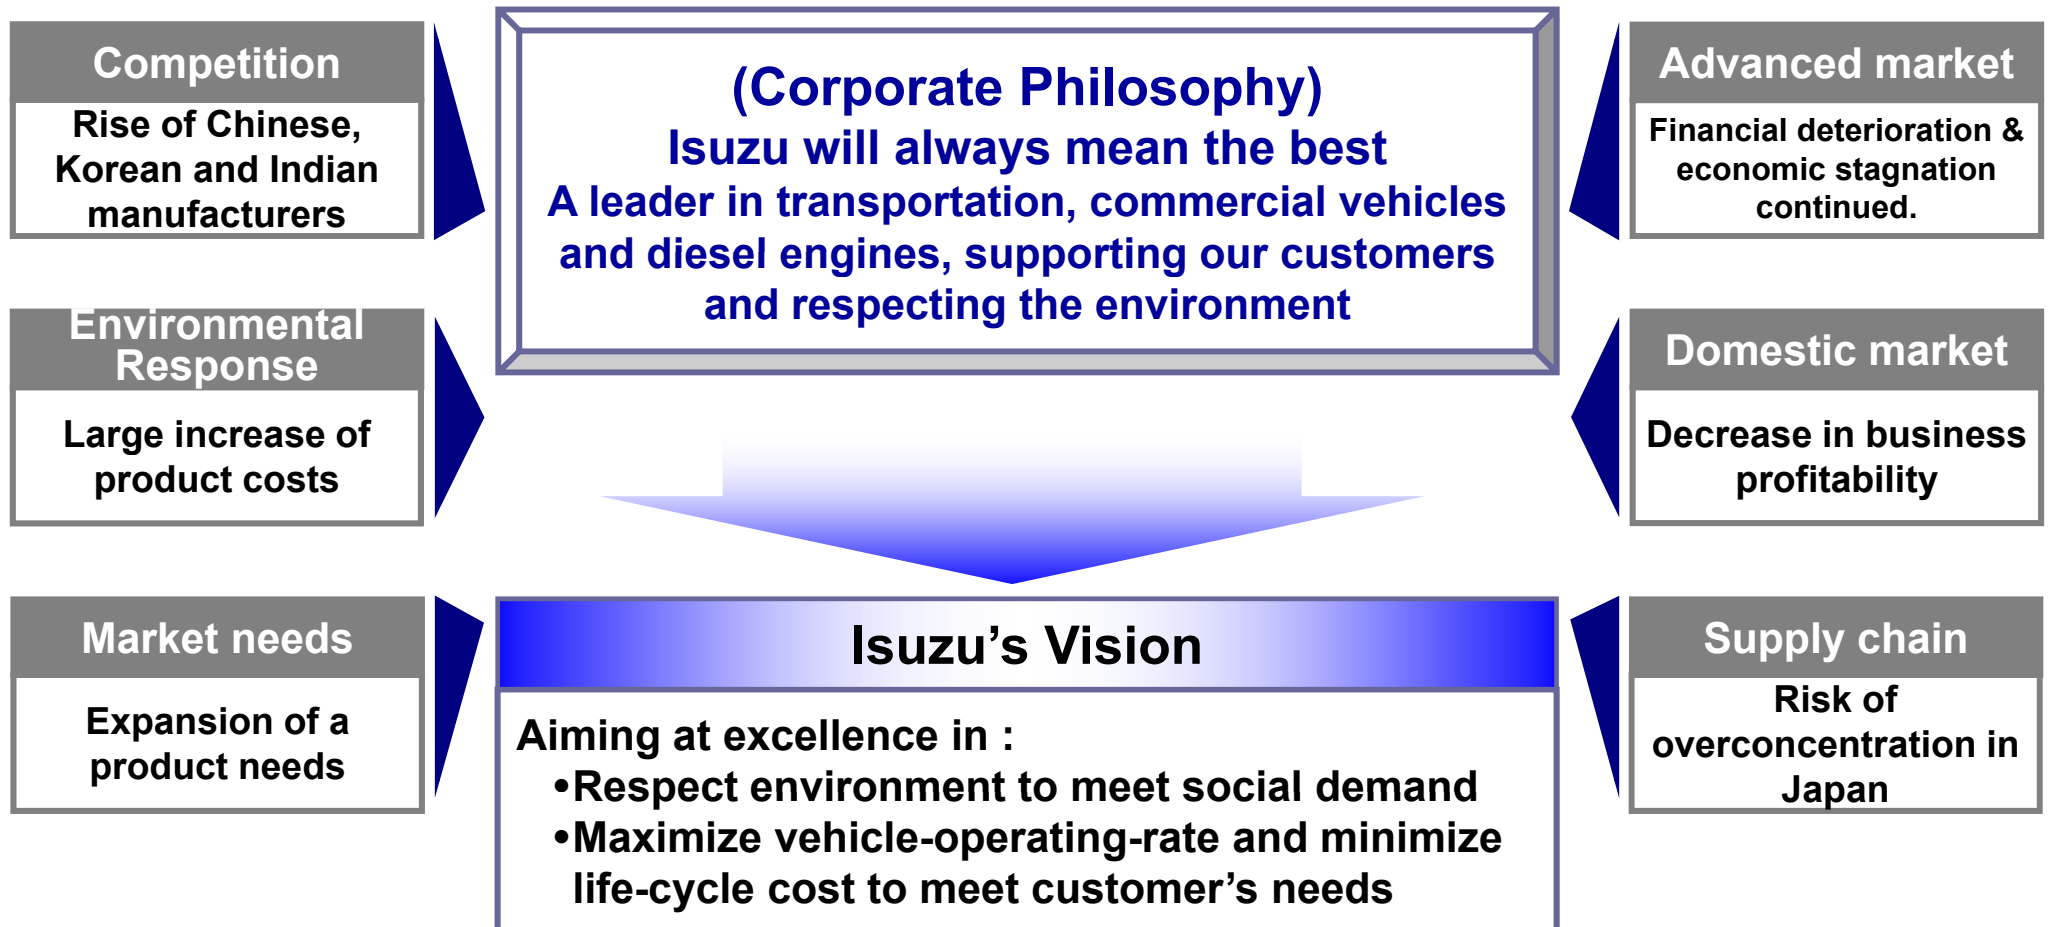 Competition
Rise of Chinese,
Korean and Indian
manufacturers
Environmental
Response
Large increase of
product costs
Market needs
Expansion of a
product needs
(Corporate Philosophy)
Isuzu will always mean the best
A leader in transportation, commercial vehicles
and diesel engines, supporting our customers
and respecting the environment
Isuzu’s Vision
Aiming at excellence in :
•Respect environment to meet social demand
•Maximize vehicle-operating-rate and minimize
life-cycle cost to meet customer’s needs
Advanced market
Financial deterioration &
economic stagnation
continued.
Domestic market
Decrease in business
profitability
Supply chain
Risk of
overconcentration in
Japan